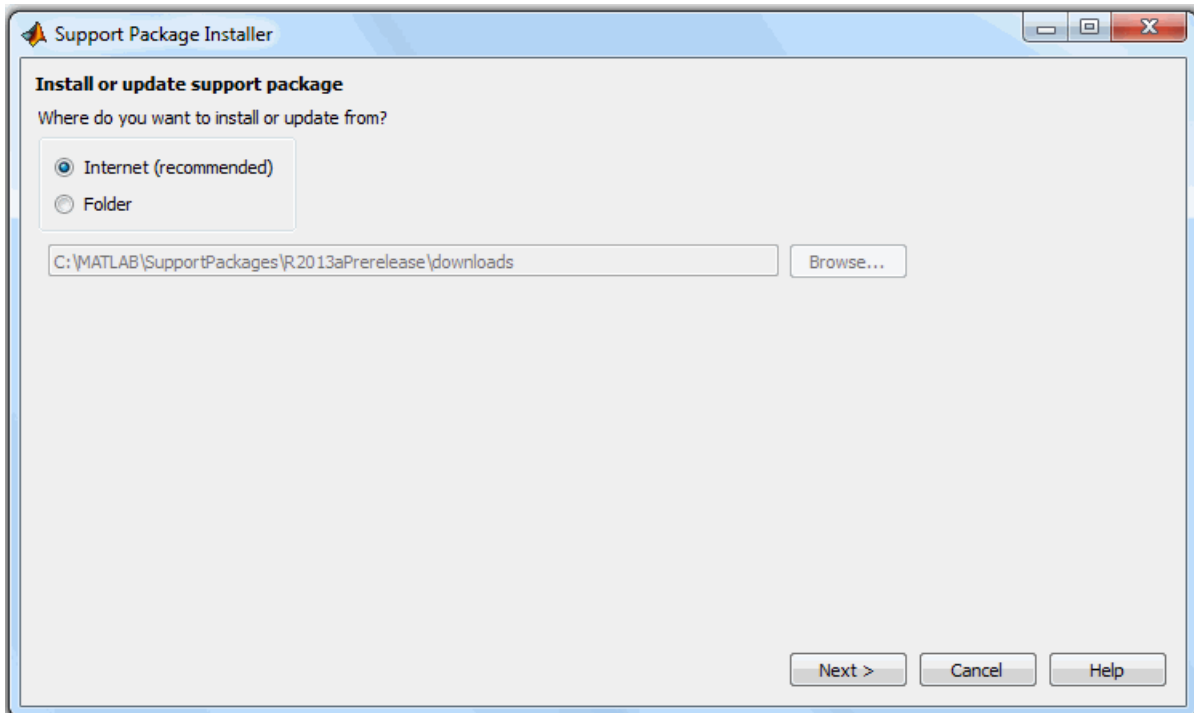 Support Package Installer
Install or update support package
Where do you want to install or update from?
Internet (recommended)
Folder
C:\MATLAB\SupportPackages\R2013aPrerelease\downloads
Browse...
Next >
Cancel
Help